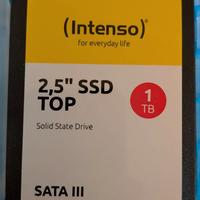 (intenso)
for everyday life
2,5" SSD
TOP
1
TB
Solid State Drive
SATA III